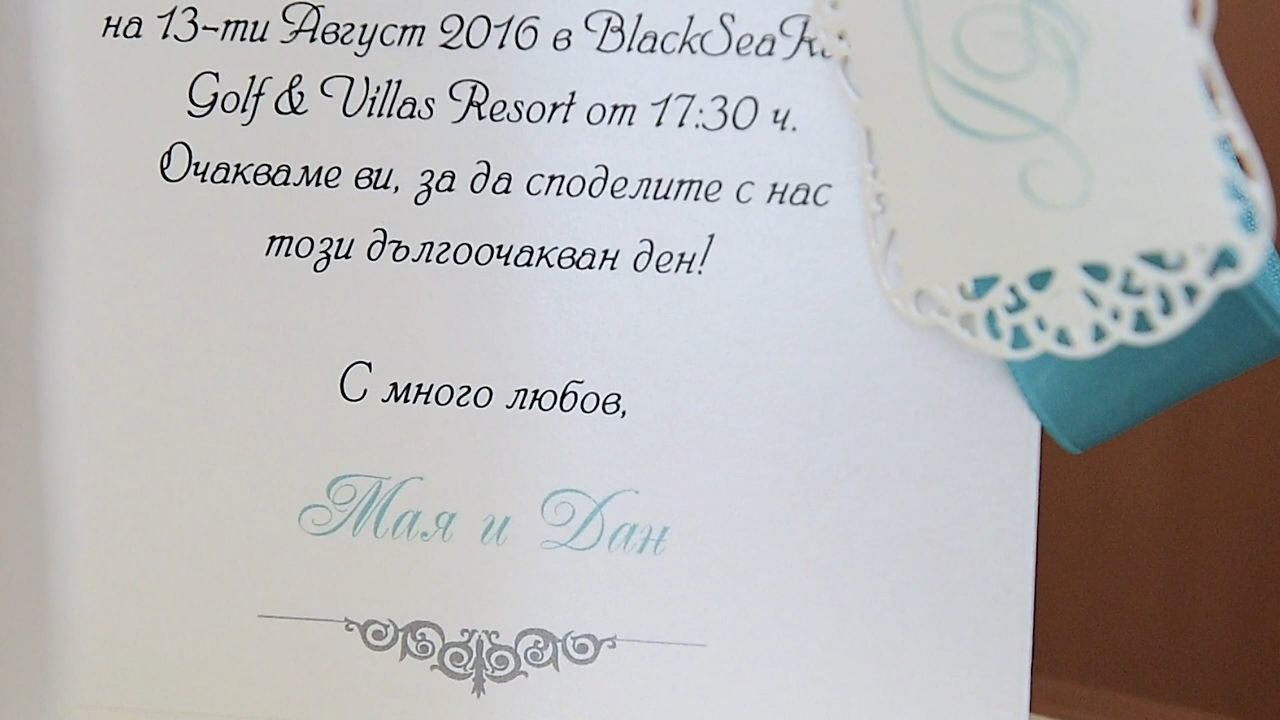 на 13-ти Август 2016 в
Golf & Villas Resort от 17:30 ч.
Очакваме ви, за да споделите с нас
този дългоочакван ден!
С много любов,
Мая и Дан